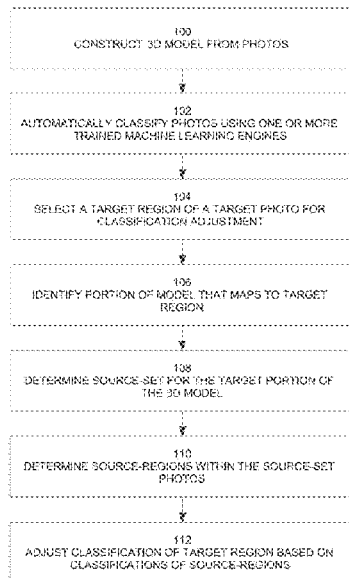 100
CONSTRUCT 3D MODEL FROM PHOTOS
102
AUTOMATICALLY CLASSIFY PHOTOS USING ONE OR MORE
TRAINED MACHINE LEARNING ENGINES
104
SELECT A TARGET REGION OF A TARGET PHOTO FOR
CLASSIFICATION ADJUSTMENT
106
IDENTIFY PORTION OF MODEL THAT MAPS TO TARGET
REGION
108
DETERMINE SOURCE-SET FOR THE TARGET PORTION OF
THE 3D MODEL
110
DETERMINE SOURCE-REGIONS WITHIN THE SOURCE-SET
PHOTOS
112
ADJUST CLASSIFICATION OF TARGET REGION BASED ON
CLASSIFICATIONS OF SOURCE-REGIONS